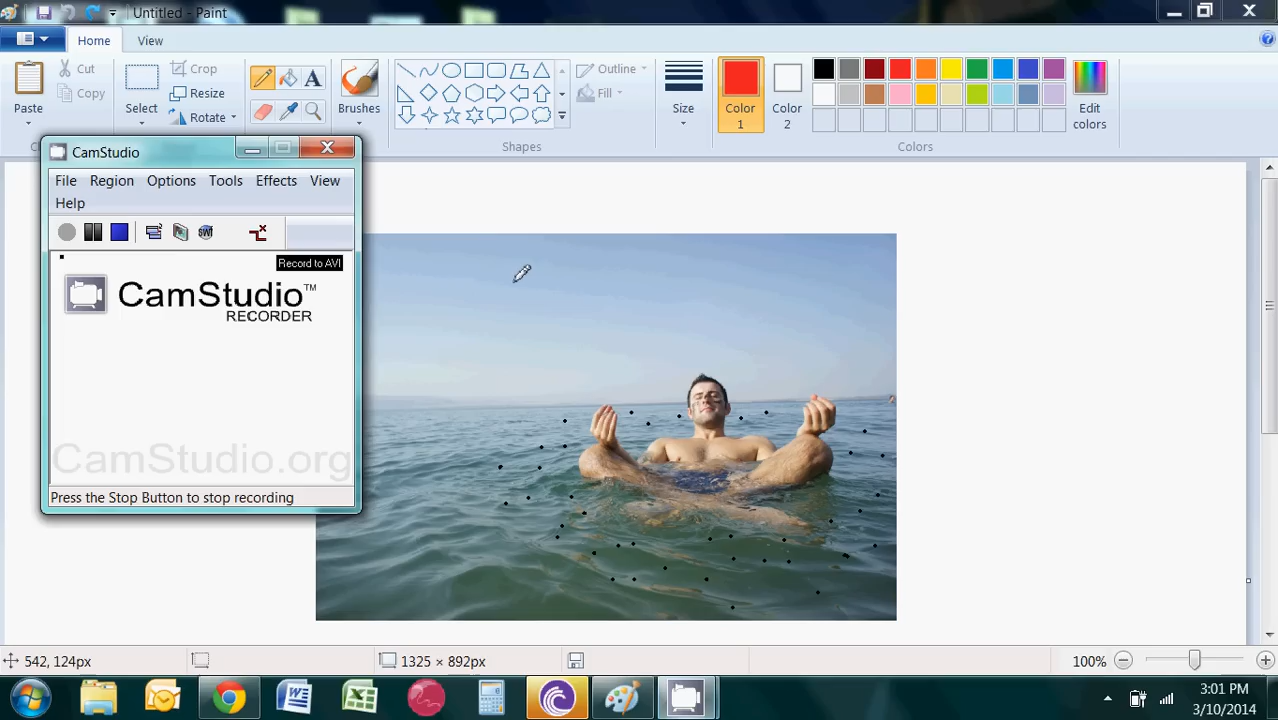 Untitled - Paint
Home View
Cut
Copy
Paste
Select
Crop
Resize
Rotate
A
Brushes
Outline
Fill
Shapes
Size
Color 1
Color 2
Edit colors
Colors
CamStudio
File Region Options Tools Effects View
Help
SWF
Record to AVI
CamStudio™
RECORDER
CamStudio.org
Press the Stop Button to stop recording
542, 124px
1325 × 892px
100%
3:01 PM
3/10/2014